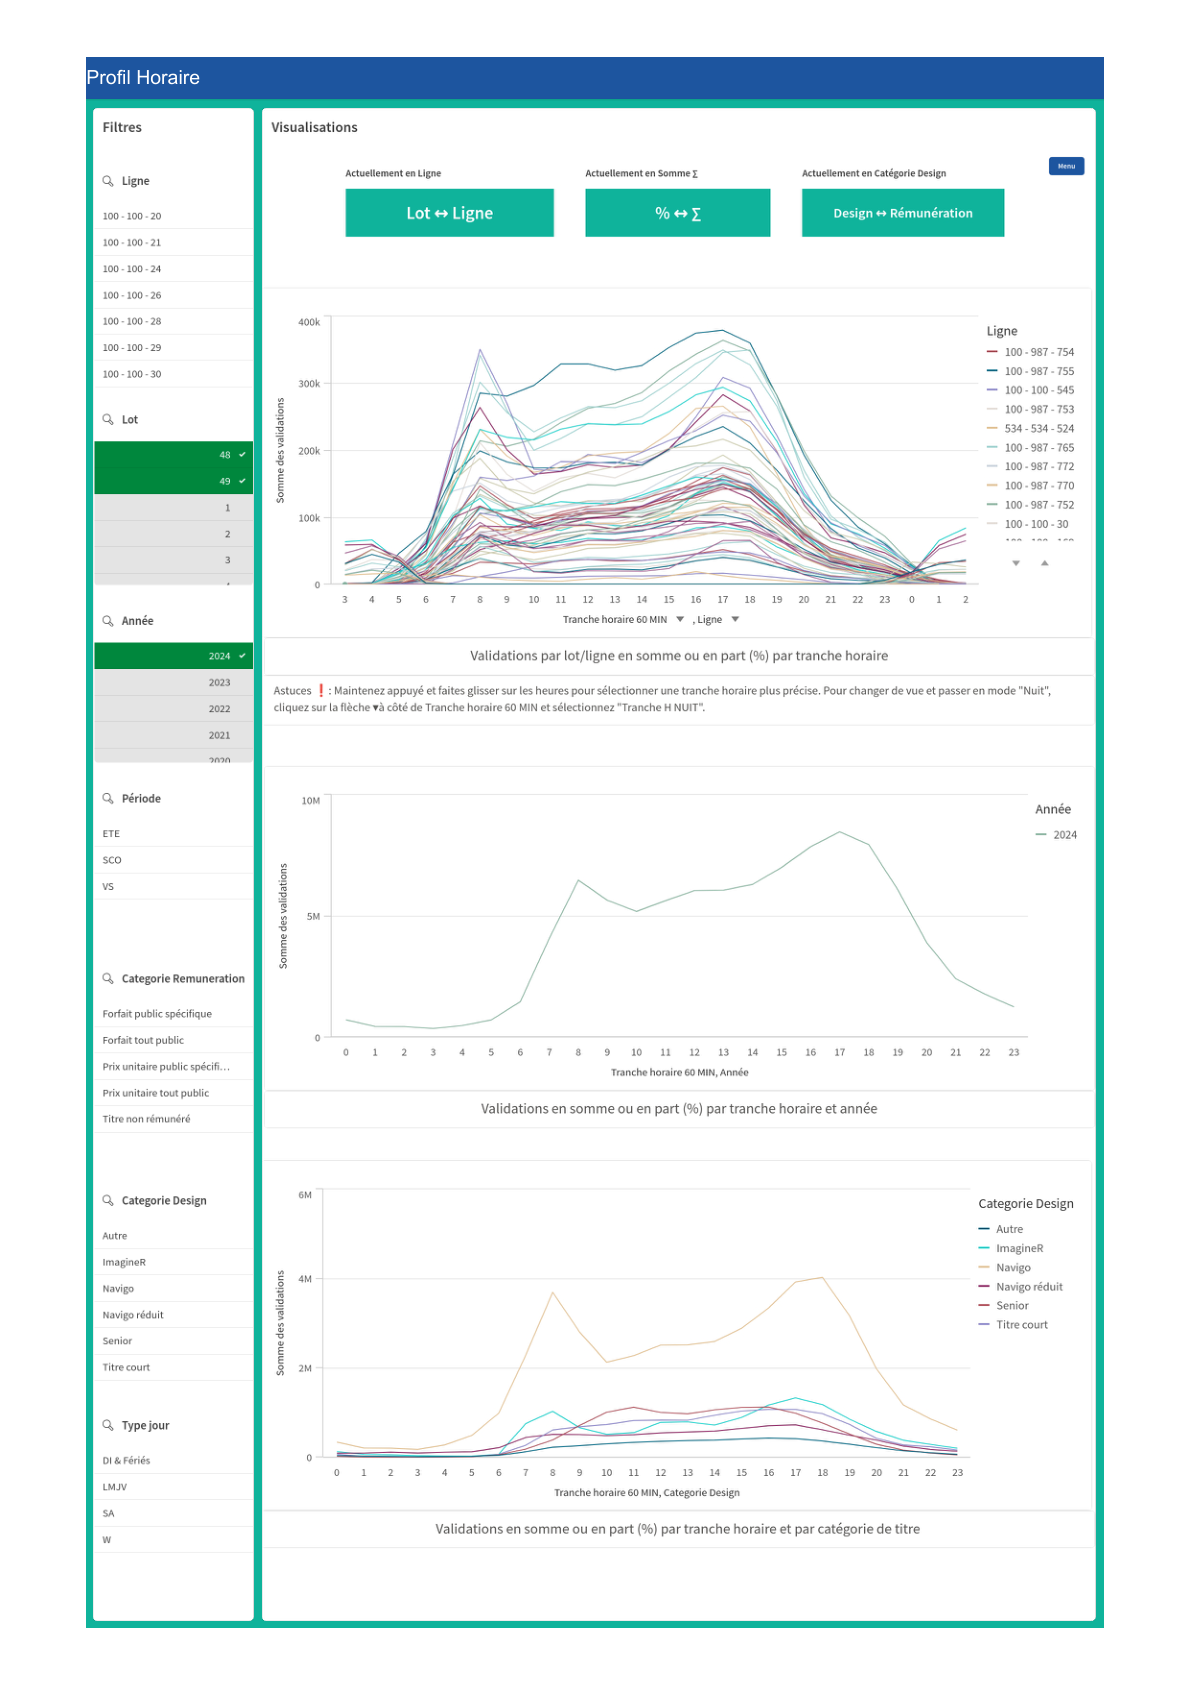 Profil Horaire
Filtres
Ligne
100 - 100 - 20
100 - 100 - 21
100 - 100 - 24
100 - 100 - 26
100 - 100 - 28
100 - 100 - 29
100 - 100 - 30
Lot
48
49
1
2
3
Année
2024
2023
2022
2021
2020
Période
ETE
SCO
VS
Categorie Remuneration
Forfait public spécifique
Forfait tout public
Prix unitaire public spécifi...
Prix unitaire tout public
Titre non rémunéré
Categorie Design
Autre
ImagineR
Navigo
Navigo réduit
Senior
Titre court
Type jour
DI & Fériés
LMJV
SA
W
Visualisations
Menu
Actuellement en Ligne
Lot ↔ Ligne
Actuellement en Somme ∑
% ↔ ∑
Actuellement en Catégorie Design
Design ↔ Rémunération
Somme des validations
400k
300k
200k
100k
0
3 4 5 6 7 8 9 10 11 12 13 14 15 16 17 18 19 20 21 22 23 0 1 2
Tranche horaire 60 MIN ▼ , Ligne ▼
Ligne
100 - 987 - 754
100 - 987 - 755
100 - 100 - 545
100 - 987 - 753
534 - 534 - 524
100 - 987 - 765
100 - 987 - 772
100 - 987 - 770
100 - 987 - 752
100 - 100 - 30
Validations par lot/ligne en somme ou en part (%) par tranche horaire
Astuces ❗ : Maintenez appuyé et faites glisser sur les heures pour sélectionner une tranche horaire plus précise. Pour changer de vue et passer en mode "Nuit",
cliquez sur la flèche ▾à côté de Tranche horaire 60 MIN et sélectionnez "Tranche H NUIT".
Somme des validations
10M
5M
0
0 1 2 3 4 5 6 7 8 9 10 11 12 13 14 15 16 17 18 19 20 21 22 23
Tranche horaire 60 MIN, Année
Année
2024
Validations en somme ou en part (%) par tranche horaire et année
Somme des validations
6M
4M
2M
0
0 1 2 3 4 5 6 7 8 9 10 11 12 13 14 15 16 17 18 19 20 21 22 23
Tranche horaire 60 MIN, Categorie Design
Categorie Design
Autre
ImagineR
Navigo
Navigo réduit
Senior
Titre court
Validations en somme ou en part (%) par tranche horaire et par catégorie de titre